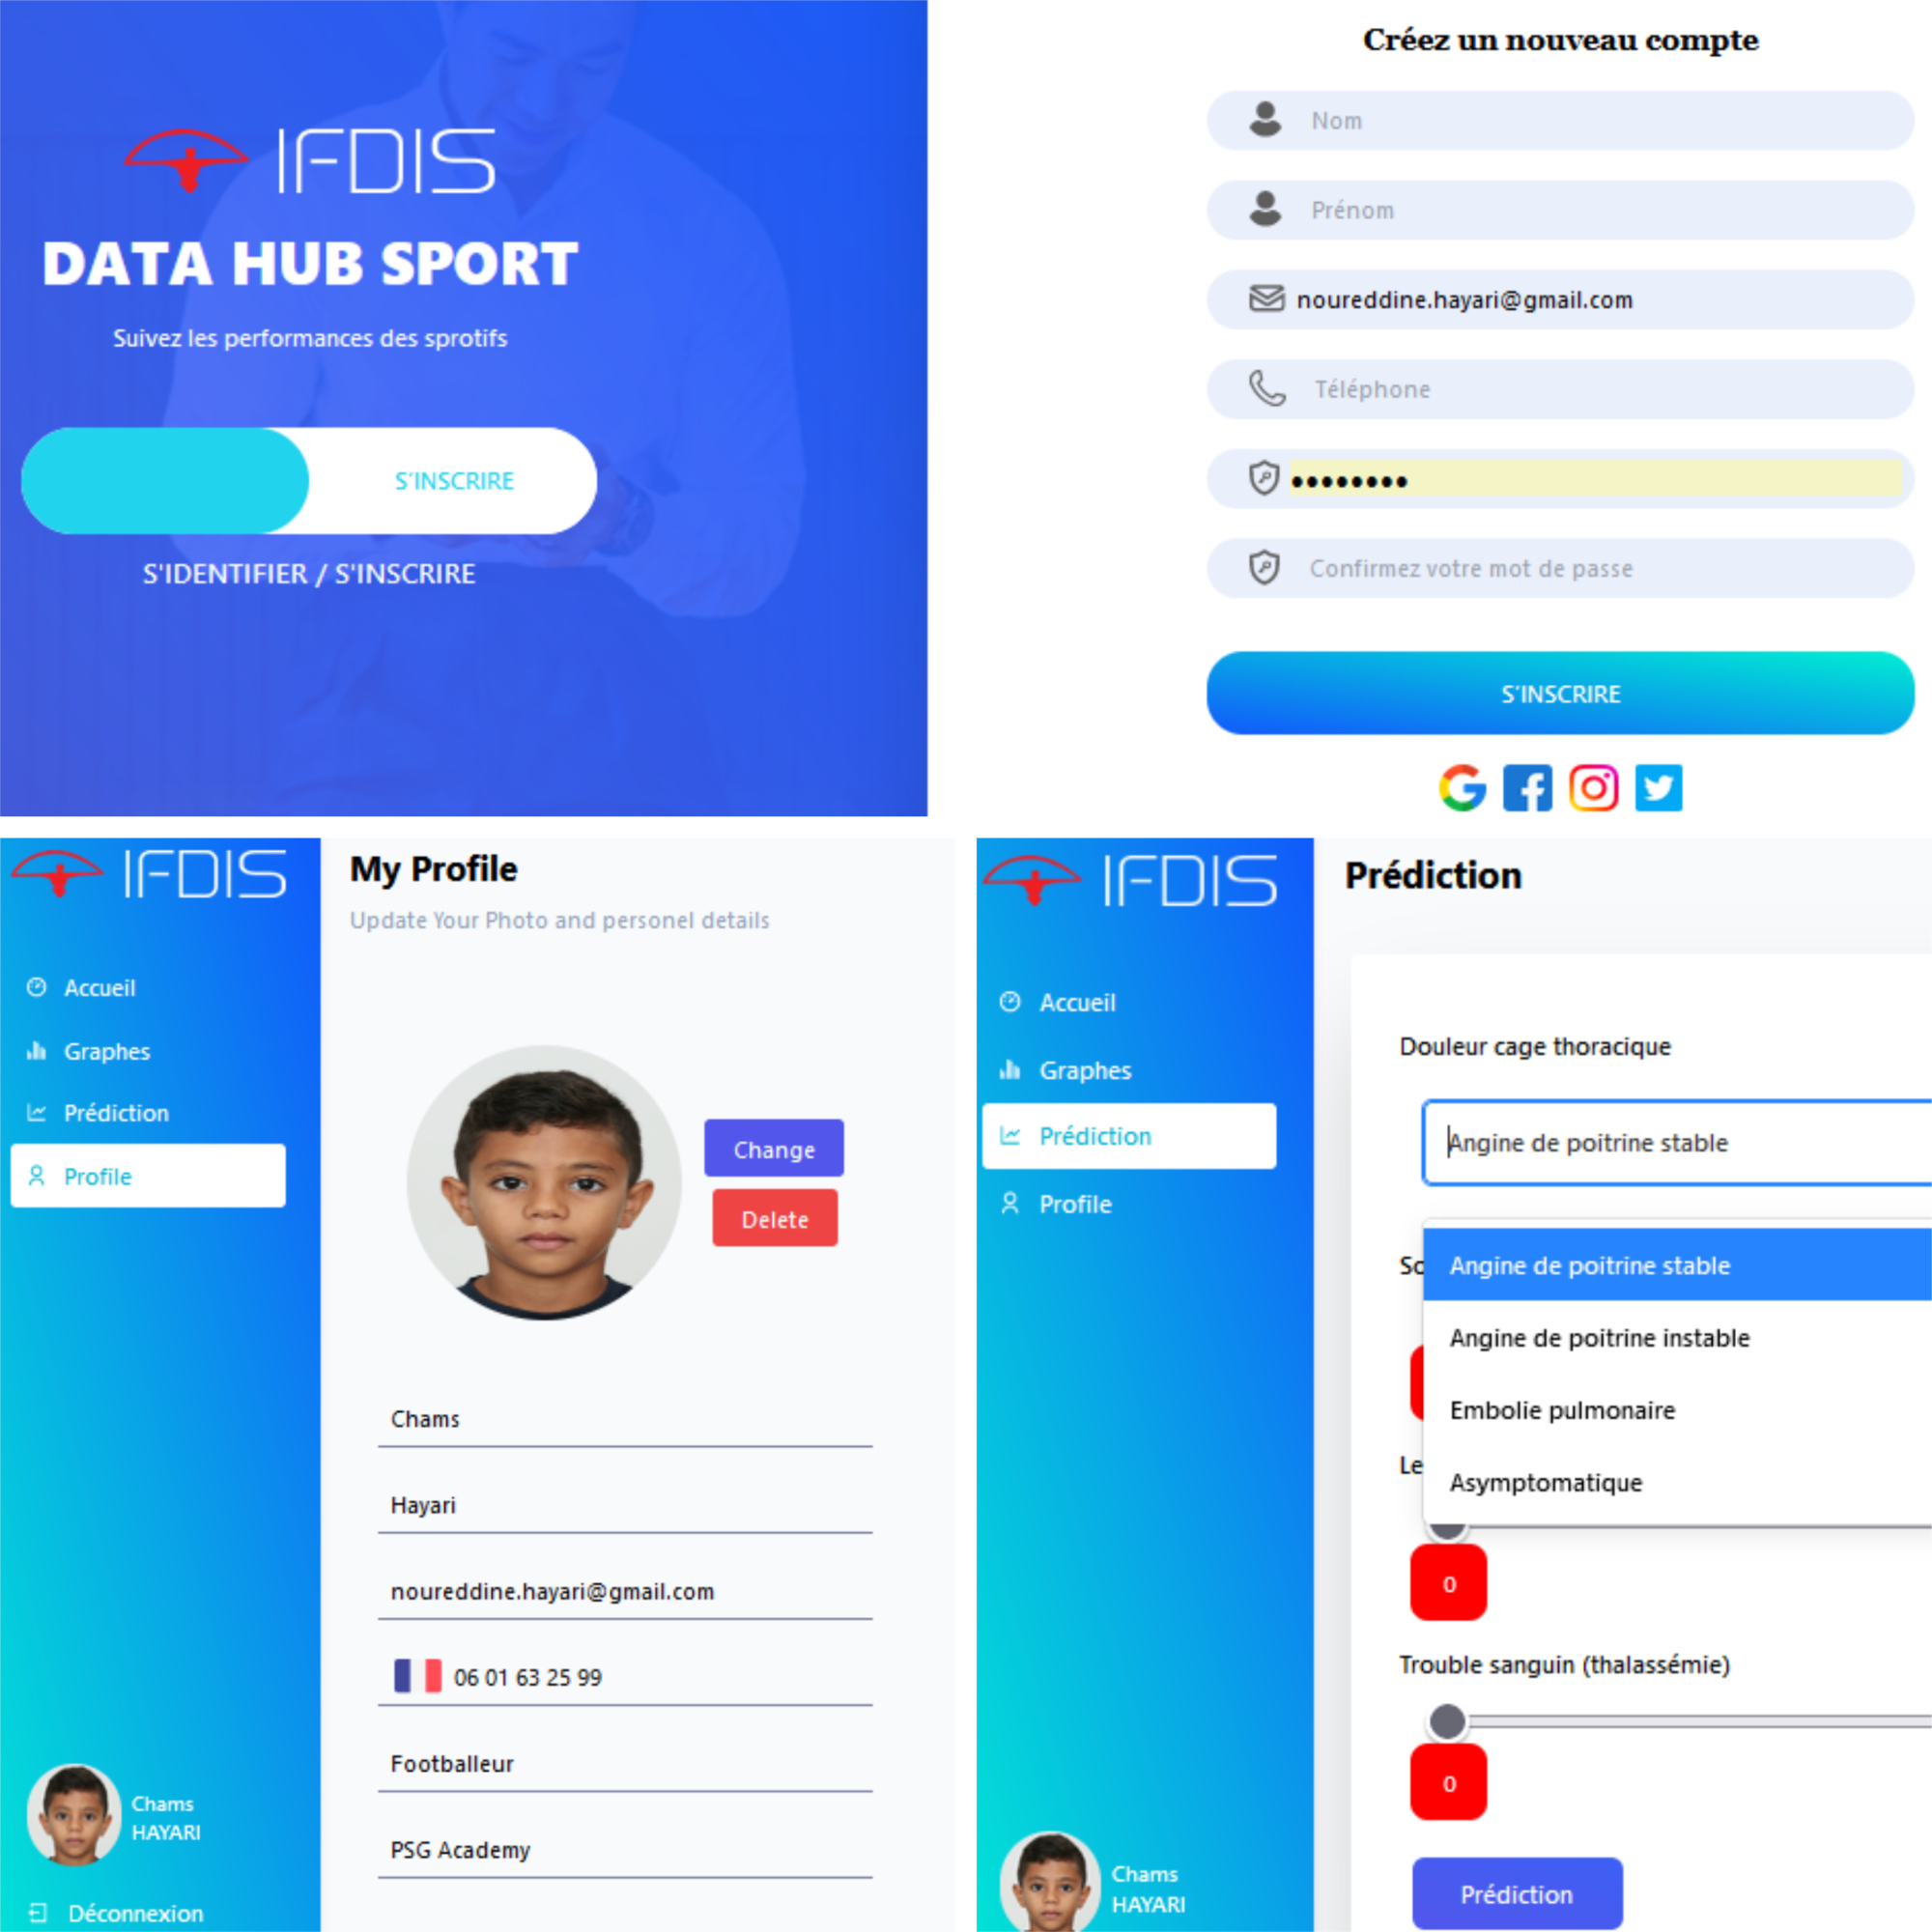 IFDIS
DATA HUB SPORT
Suivez les performances des sprotifs
S'INSCRIRE
S'IDENTIFIER / S'INSCRIRE
Créez un nouveau compte
Nom
Prénom
noureddine.hayari@gmail.com
Téléphone
••••••••
Confirmez votre mot de passe
S'INSCRIRE
IFDIS
Accueil
Graphes
Prédiction
Profile
Chams
HAYARI
Déconnexion
My Profile
Update Your Photo and personel details
Change
Delete
Chams
Hayari
noureddine.hayari@gmail.com
06 01 63 25 99
Footballeur
PSG Academy
IFDIS
Accueil
Graphes
Prédiction
Profile
Chams
HAYARI
Prédiction
Douleur cage thoracique
Angine de poitrine stable
Angine de poitrine stable
Angine de poitrine instable
Embolie pulmonaire
Asymptomatique
0
Trouble sanguin (thalassémie)
0
Prédiction